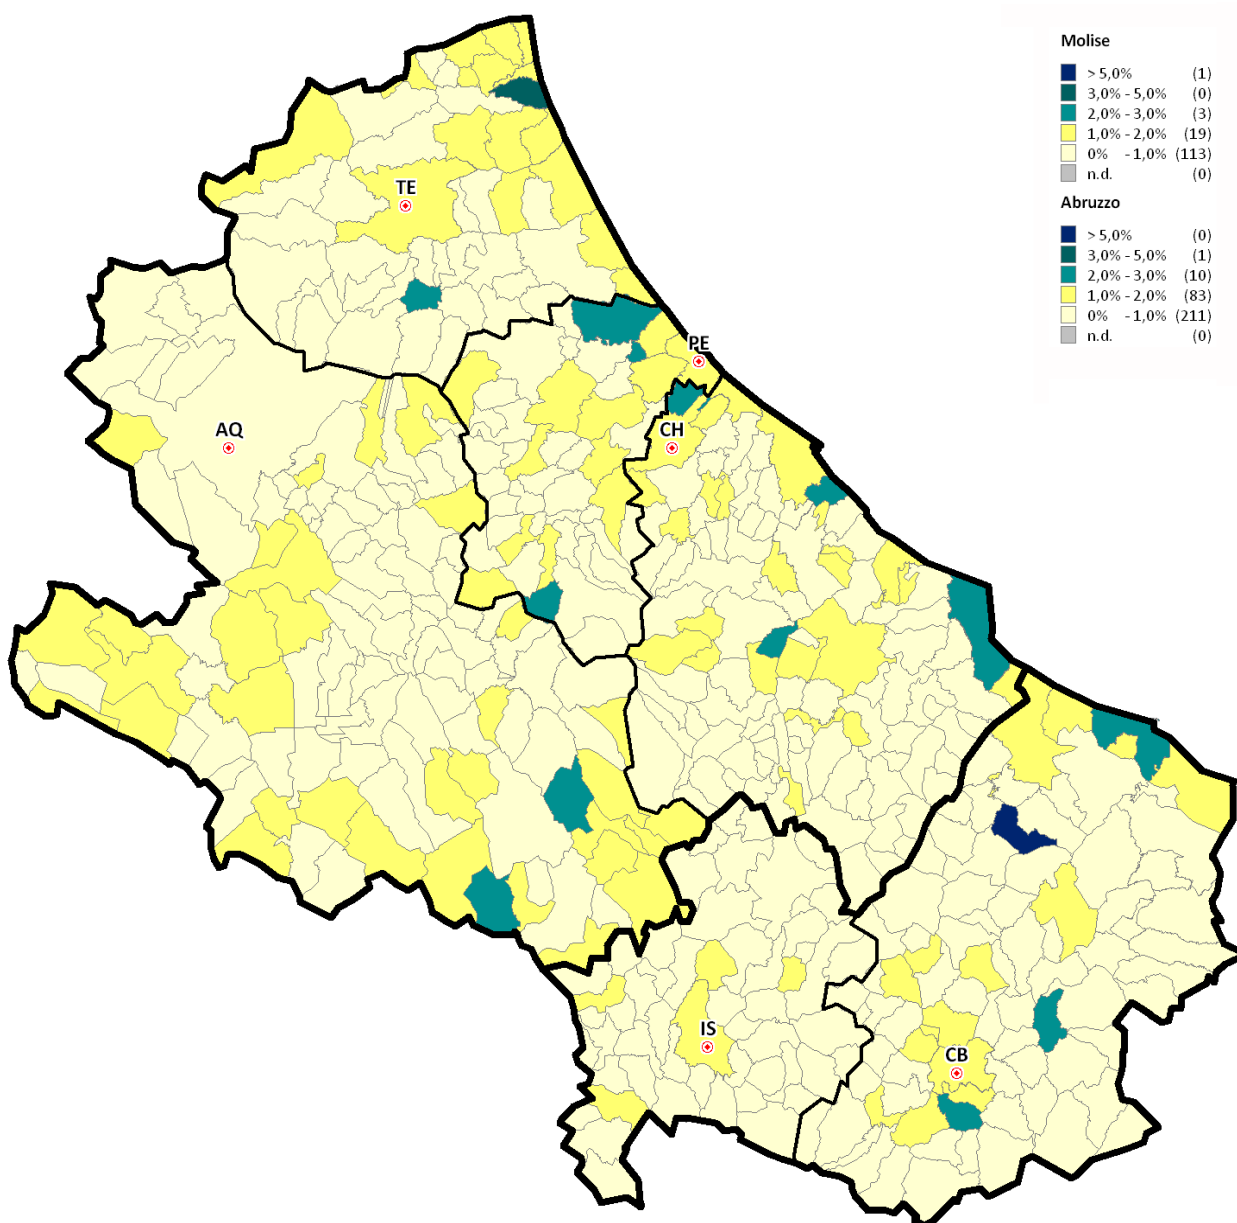 Molise
> 5,0% (1)
3,0% - 5,0% (0)
2,0% - 3,0% (3)
1,0% - 2,0% (19)
0% - 1,0% (113)
n.d. (0)
Abruzzo
> 5,0% (0)
3,0% - 5,0% (1)
2,0% - 3,0% (10)
1,0% - 2,0% (83)
0% - 1,0% (211)
n.d. (0)
TE
PE
AQ
CH
IS
CB